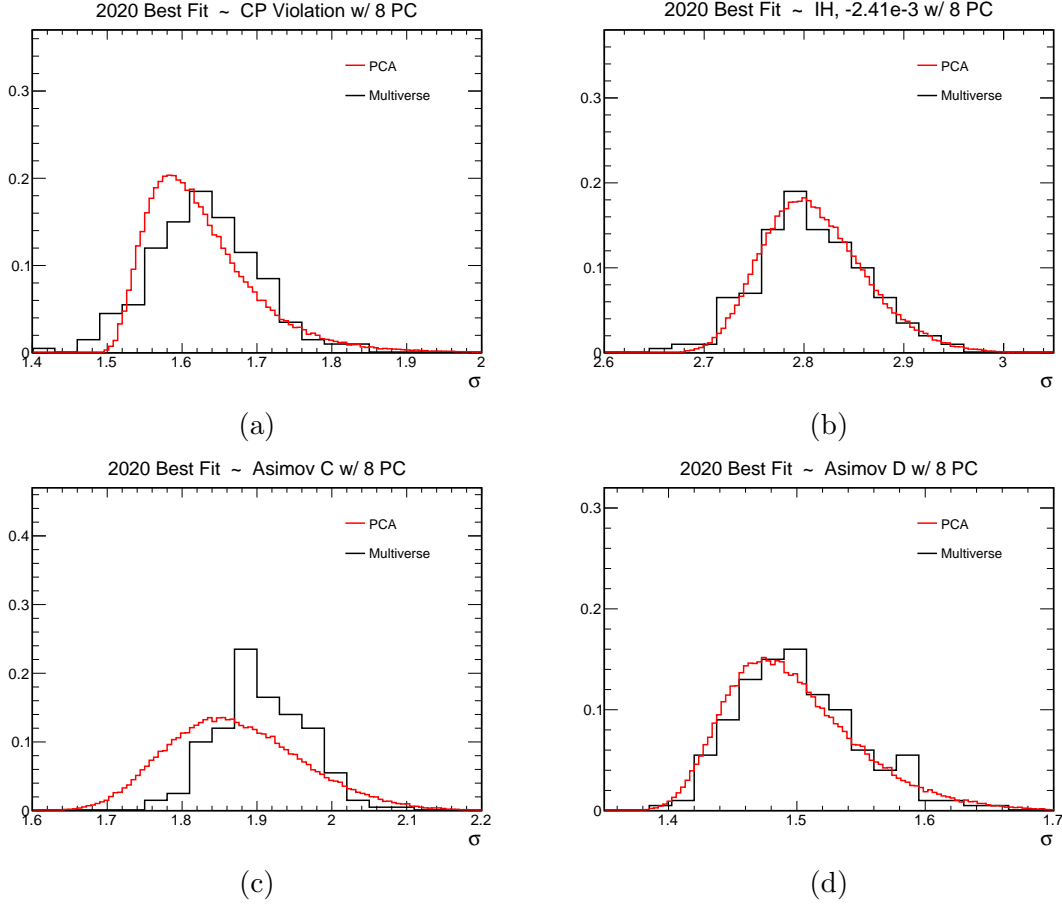 2020 Best Fit ~ CP Violation w/ 8 PC
PCA
Multiverse
0.3
0.2
0.1
0
1.4 1.5 1.6 1.7 1.8 1.9 2
σ
(a)
2020 Best Fit ~ IH, -2.41e-3 w/ 8 PC
PCA
Multiverse
0.3
0.2
0.1
0
2.6 2.7 2.8 2.9 3
σ
(b)
2020 Best Fit ~ Asimov C w/ 8 PC
PCA
Multiverse
0.4
0.3
0.2
0.1
0
1.6 1.7 1.8 1.9 2 2.1 2.2
σ
(c)
2020 Best Fit ~ Asimov D w/ 8 PC
PCA
Multiverse
0.3
0.2
0.1
0
1.4 1.5 1.6 1.7
σ
(d)